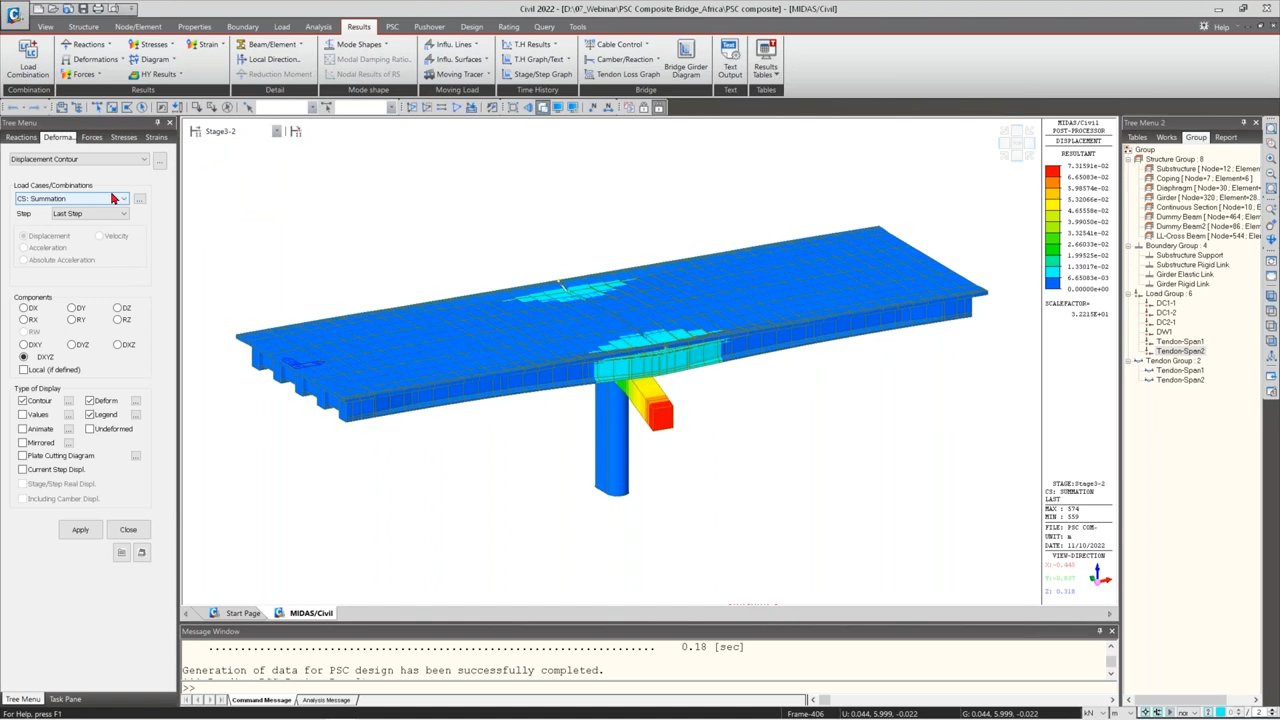 Civil 2022 - [D:\07_Webinar\PSC Composite Bridge_Africa\PSC composite] - [MIDAS/Civil]
View Structure Node/Element Properties Boundary Load Analysis Results PSC Pushover Design Rating Query Tools Help
Load Combination
Reactions
Deformations
Forces
Stresses
Diagram
HY Results
Strain
Results
Beam/Element
Local Direction..
Reduction Moment
Detail
Mode Shapes
Modal Damping Ratio..
Nodal Results of RS
Mode shape
Influ. Lines
Influ. Surfaces
Moving Tracer
Moving Load
T.H Results
T.H Graph/Text
Stage/Step Graph
Time History
Cable Control
Camber/Reaction
Tendon Loss Graph
Bridge Girder Diagram
Bridge
Text Output
Text
Results Tables
Tables
Combination
Tree Menu
Reactions Deforma.. Forces Stresses Strains
Displacement Contour
...
Load Cases/Combinations
CS: Summation
...
Step Last Step
Displacement Velocity
Acceleration
Absolute Acceleration
Components
DX DY DZ
RX RY RZ
RW
DXY DYZ DXZ
DXYZ
Local (if defined)
Type of Display
Contour ... Deform ...
Values ... Legend ...
Animate ... Undeformed
Mirrored ...
Plate Cutting Diagram ...
Current Step Displ.
Stage/Step Real Displ.
Including Camber Displ.
Apply Close
Tree Menu Task Pane
Stage3-2
MIDAS/Civil
POST-PROCESSOR
DISPLACEMENT
RESULTANT
7.31591e-02
6.65083e-02
5.98574e-02
5.32066e-02
4.65558e-02
3.99050e-02
3.32541e-02
2.66033e-02
1.99525e-02
1.33017e-02
6.65083e-03
0.00000e+00
SCALEFACTOR=
3.2215E+01
STAGE:Stage3-2
CS: SUMMATION
LAST
MAX : 574
MIN : 559
FILE: PSC COM~
UNIT: m
DATE: 11/10/2022
VIEW-DIRECTION
X:-0.445
Y:-0.837
Z: 0.318
Start Page MIDAS/Civil
Message Window
0.18 [sec]
Generation of data for PSC design has been successfully completed.
>>
Command Message Analysis Message
Tree Menu 2
Tables Works Group Report
Group
Structure Group : 8
Substructure [ Node=12 ; Element=6
Coping [ Node=7 ; Element=6 ]
Diaphragm [ Node=30 ; Element=36
Girder [ Node=320 ; Element=28.
Continuous Section [ Node=10 ;
Dummy Beam [ Node=464 ; Elemen
Dummy Beam2 [ Node=86 ; Elemen
LL-Cross Beam [ Node=544 ; Elem
Boundary Group : 4
Substructure Support
Substructure Rigid Link
Girder Elastic Link
Girder Rigid Link
Load Group : 6
DC1-1
DC1-2
DC2-1
DW1
Tendon-Span1
Tendon-Span2
Tendon Group : 2
Tendon-Span1
Tendon-Span2
For Help, press F1
Frame-406
U: 0.044, 5.999, -0.022
G: 0.044, 5.999, -0.022
kN
m
2